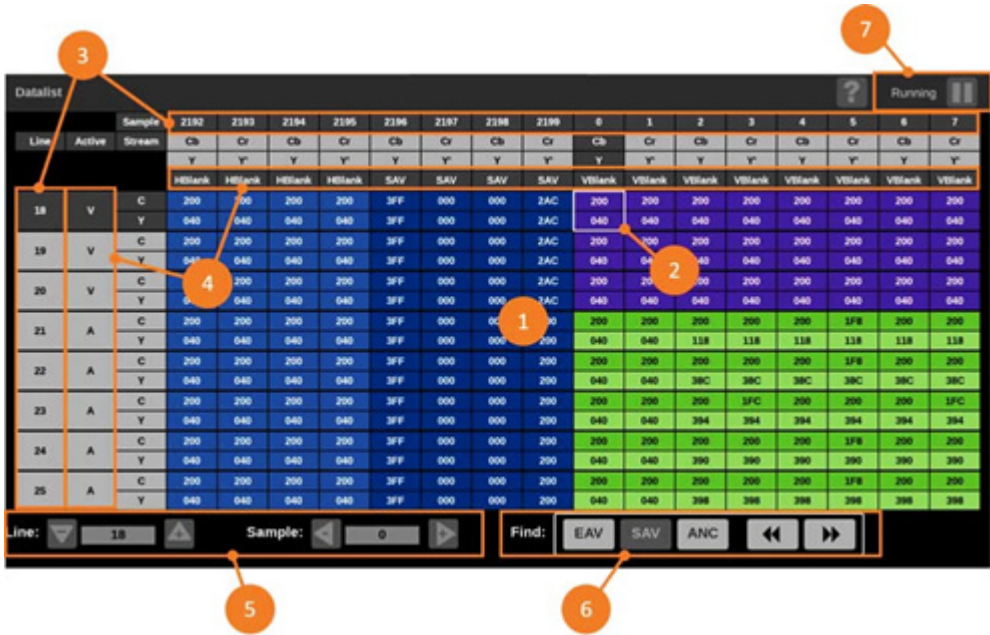 7
3
Datalist ? Running
Sample 2192 2193 2194 2195 2196 2197 2198 2199 0 1 2 3 4 5 6 7
Line Active Stream Cb Cr Cb Cr Cb Cr Cb Cr Cb Cr Cb Cr Cb Cr Cb Cr
Y Y' Y Y' Y Y' Y Y' Y Y' Y Y' Y Y' Y Y'
HBlank HBlank HBlank HBlank SAV SAV SAV SAV VBlank VBlank VBlank VBlank VBlank VBlank VBlank VBlank
18 V C 200 200 200 200 3FF 000 000 2AC 200 200 200 200 200 200 200 200
Y 040 040 040 040 3FF 000 000 2AC 040 040 040 040 040 040 040 040
19 V C 200 200 200 200 3FF 000 000 2AC 200 200 200 200 200 200 200 200
Y 040 040 040 3FF 000 000 2AC 040 040 040 040 040 040
4 2
20 V C 200 200 200 3FF 000 000 2AC 200 200 200 200 200 200 200
Y 040 040 040 3FF 000 000 2AC 040 040 040 040 040 040 040 040
1
21 A C 200 200 200 200 3FF 000 200 200 200 200 200 1F8 200 200
Y 040 040 040 040 3FF 000 200 040 040 118 118 118 118 118 118
22 A C 200 200 200 200 3FF 000 000 200 200 200 200 200 200 1F8 200 200
Y 040 040 040 040 3FF 000 000 200 040 040 38C 38C 38C 38C 38C 38C
23 A C 200 200 200 200 3FF 000 000 200 200 200 200 1FC 200 200 200 1FC
Y 040 040 040 040 3FF 000 000 200 040 040 394 394 394 394 394 394
24 A C 200 200 200 200 3FF 000 000 200 200 200 200 200 200 1F8 200 200
Y 040 040 040 040 3FF 000 000 200 040 040 390 390 390 390 390 390
25 A C 200 200 200 200 3FF 000 000 200 200 200 200 200 200 1F8 200 200
Y 040 040 040 040 3FF 000 000 200 040 040 398 398 398 398 398 398
Line: 18 Sample: 0 Find: EAV SAV ANC
5 6